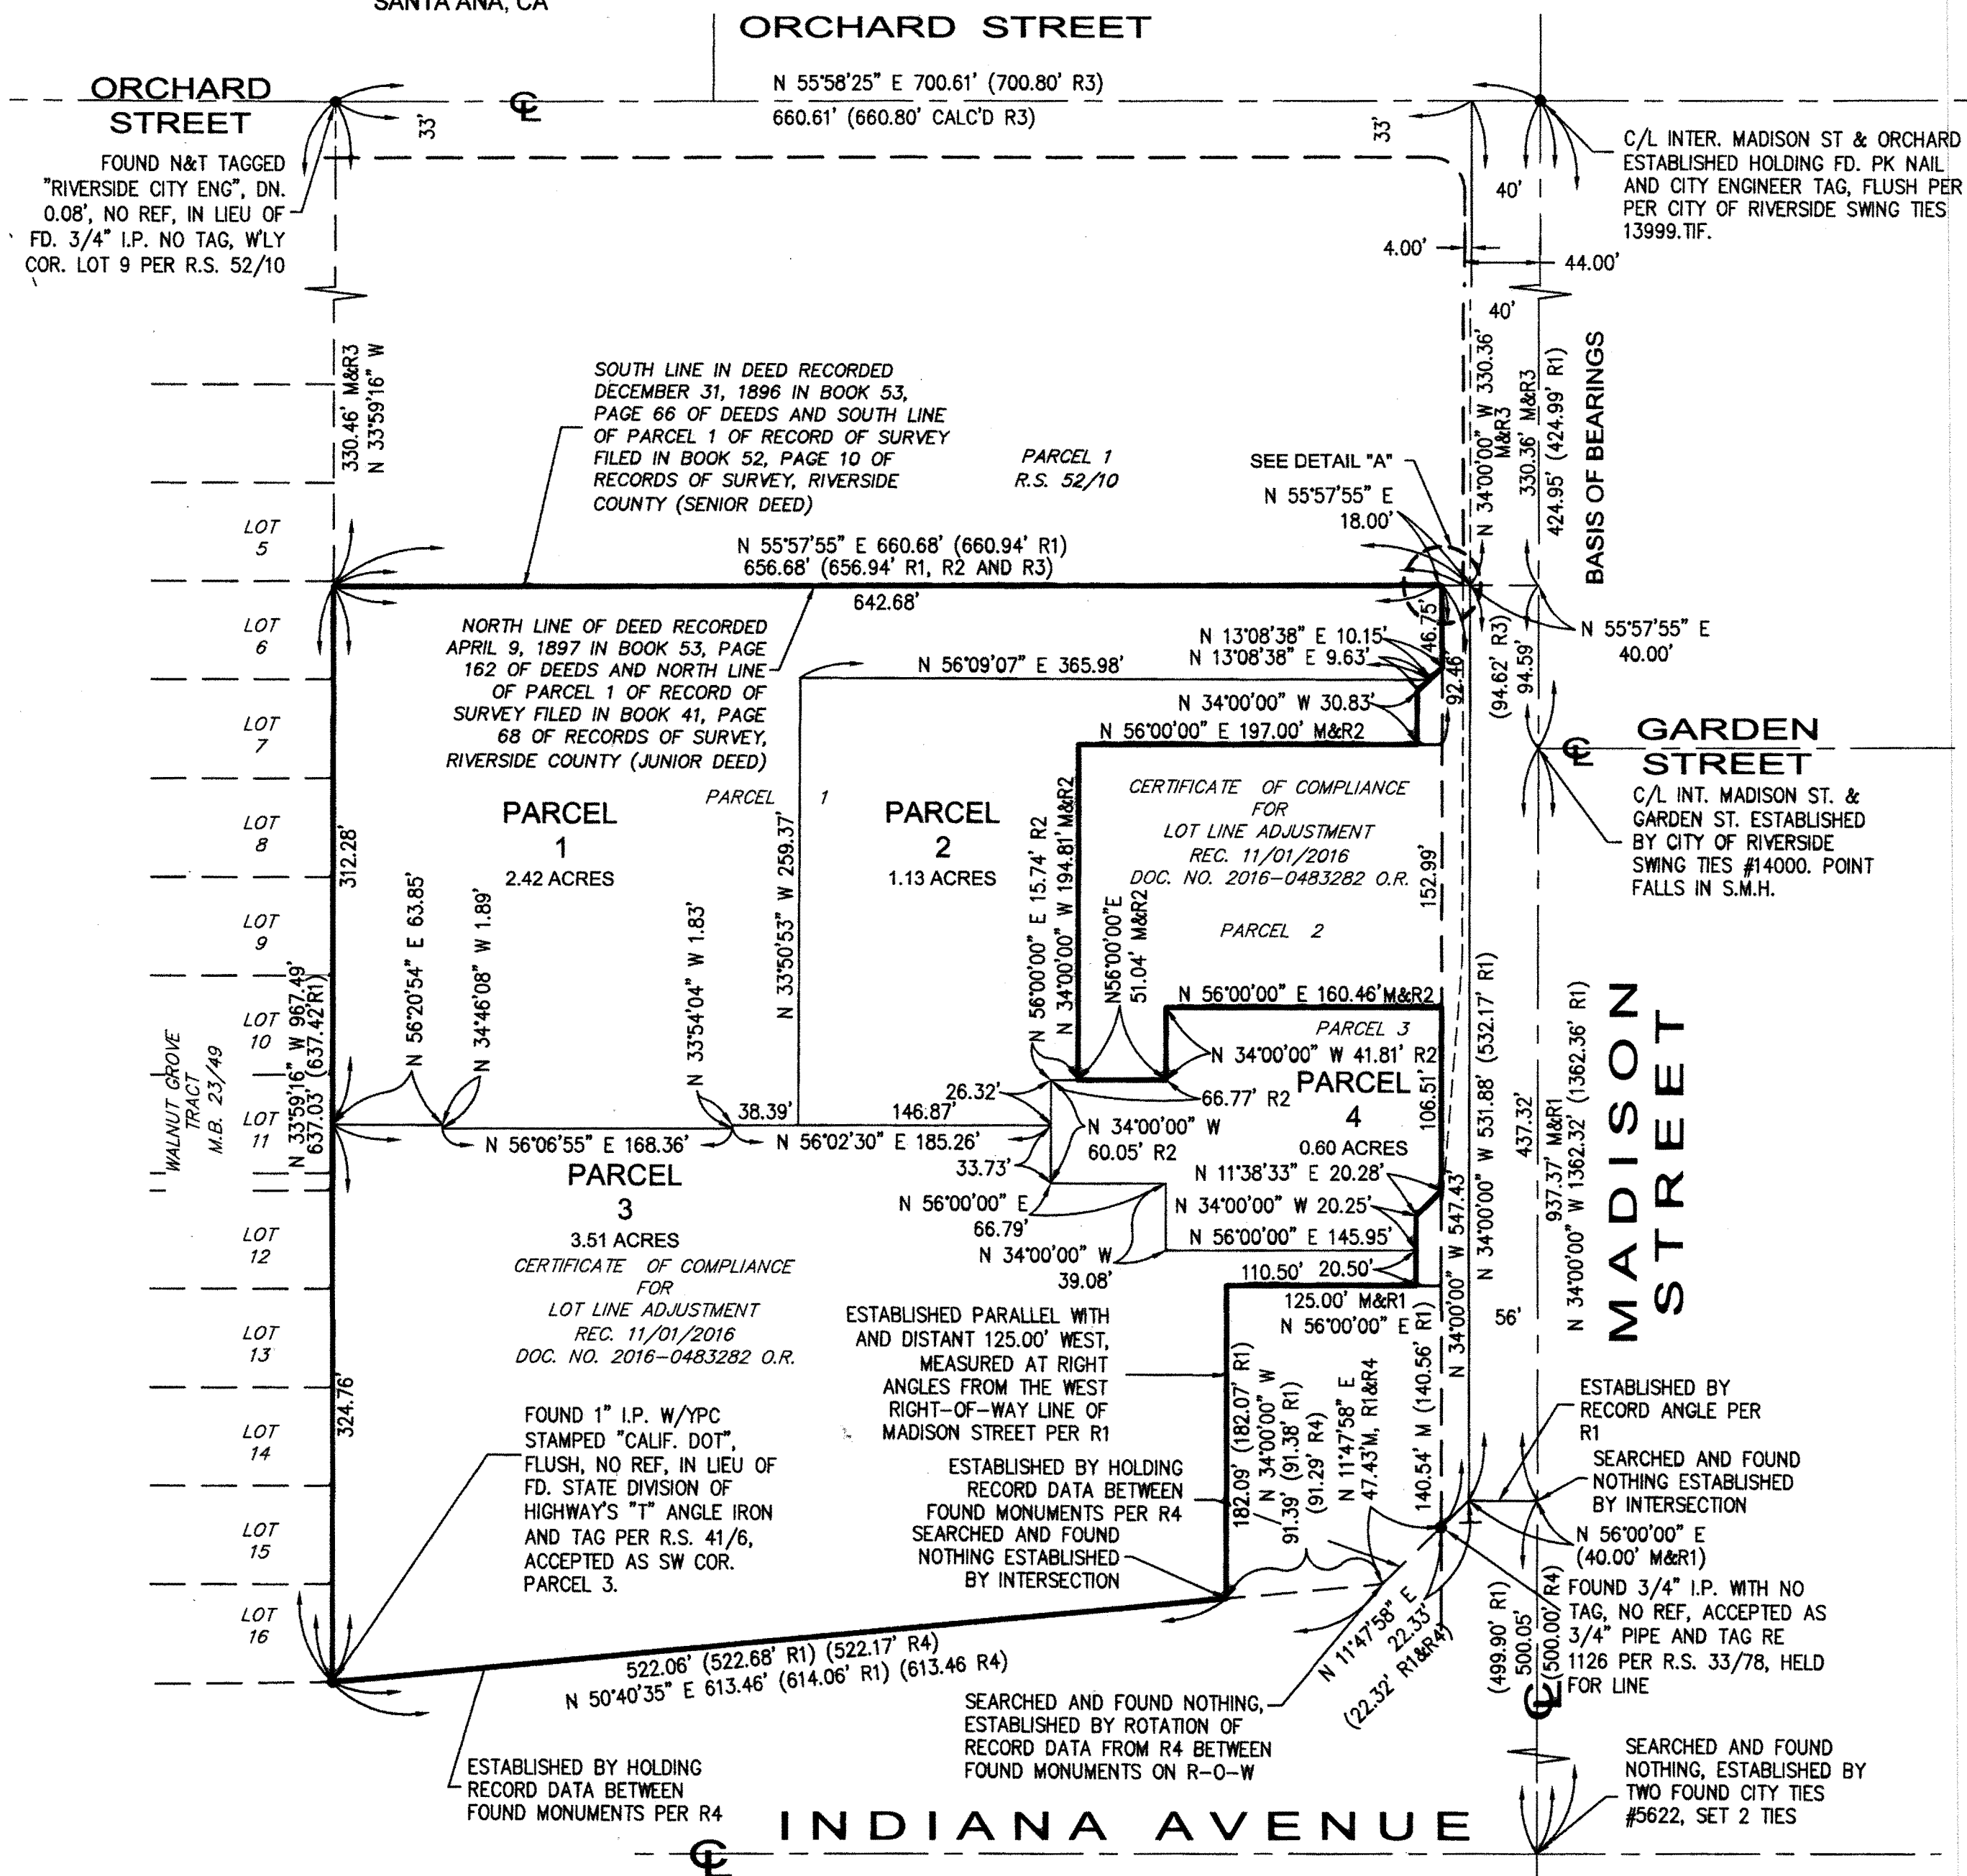 SANTA ANA, CA
ORCHARD STREET
N 55°58'25" E 700.61' (700.80' R3)
660.61' (660.80' CALC'D R3)
ORCHARD
STREET
33'
33'
FOUND N&T TAGGED
"RIVERSIDE CITY ENG", DN.
0.08', NO REF, IN LIEU OF
FD. 3/4" I.P. NO TAG, W'LY
COR. LOT 9 PER R.S. 52/10
C/L INTER. MADISON ST & ORCHARD
ESTABLISHED HOLDING FD. PK NAIL
AND CITY ENGINEER TAG, FLUSH PER
PER CITY OF RIVERSIDE SWING TIES
13999.TIF.
40'
4.00'
44.00'
40'
330.46' M&R3
N 33°59'16" W
SOUTH LINE IN DEED RECORDED
DECEMBER 31, 1896 IN BOOK 53,
PAGE 66 OF DEEDS AND SOUTH LINE
OF PARCEL 1 OF RECORD OF SURVEY
FILED IN BOOK 52, PAGE 10 OF
RECORDS OF SURVEY, RIVERSIDE
COUNTY (SENIOR DEED)
PARCEL 1
R.S. 52/10
SEE DETAIL "A"
N 55°57'55" E
18.00'
N 34°00'00" W 330.36'
M&R3
330.36' M&R3
424.95' (424.99' R1)
BASIS OF BEARINGS
N 55°57'55" E 660.68' (660.94' R1)
656.68' (656.94' R1, R2 AND R3)
642.68'
LOT
5
LOT
6
LOT
7
LOT
8
LOT
9
LOT
10
LOT
11
LOT
12
LOT
13
LOT
14
LOT
15
LOT
16
WALNUT GROVE
TRACT
M.B. 23/49
NORTH LINE OF DEED RECORDED
APRIL 9, 1897 IN BOOK 53, PAGE
162 OF DEEDS AND NORTH LINE
OF PARCEL 1 OF RECORD OF
SURVEY FILED IN BOOK 41, PAGE
68 OF RECORDS OF SURVEY,
RIVERSIDE COUNTY (JUNIOR DEED)
N 13°08'38" E 10.15'
N 13°08'38" E 9.63'
N 56°09'07" E 365.98'
N 34°00'00" W 30.83'
N 56°00'00" E 197.00' M&R2
46.75'
92.46'
(94.62' R3)
94.59'
N 55°57'55" E
40.00'
GARDEN
STREET
C/L INT. MADISON ST. &
GARDEN ST. ESTABLISHED
BY CITY OF RIVERSIDE
SWING TIES #14000. POINT
FALLS IN S.M.H.
PARCEL 1
PARCEL
1
2.42 ACRES
PARCEL
2
1.13 ACRES
312.28'
N 33°50'53" W 259.37'
N 56°00'00" E 15.74' R2
N 34°00'00" W 194.81' M&R2
N56°00'00"E
51.04' M&R2
CERTIFICATE OF COMPLIANCE
FOR
LOT LINE ADJUSTMENT
REC. 11/01/2016
DOC. NO. 2016-0483282 O.R.
PARCEL 2
152.99'
N 56°20'54" E 63.85'
N 34°46'08" W 1.89'
N 33°54'04" W 1.83'
N 33°59'16" W 967.49'
637.03' (637.42'R1)
N 56°00'00" E 160.46'M&R2
PARCEL 3
N 34°00'00" W 41.81' R2
PARCEL
4
0.60 ACRES
106.51'
66.77' R2
26.32'
38.39'
146.87'
N 56°06'55" E 168.36'
N 56°02'30" E 185.26'
N 34°00'00" W
60.05' R2
33.73'
N 11°38'33" E 20.28'
N 34°00'00" W 20.25'
N 56°00'00" E 145.95'
N 56°00'00" E
66.79'
N 34°00'00" W
39.08'
110.50'
20.50'
125.00' M&R1
N 56°00'00" E
PARCEL
3
3.51 ACRES
CERTIFICATE OF COMPLIANCE
FOR
LOT LINE ADJUSTMENT
REC. 11/01/2016
DOC. NO. 2016-0483282 O.R.
N 34°00'00" W 547.43'
N 34°00'00" W 531.88' (532.17' R1)
437.32'
937.37' M&R1
N 34°00'00" W 1362.32' (1362.36' R1)
MADISON
STREET
56'
ESTABLISHED PARALLEL WITH
AND DISTANT 125.00' WEST,
MEASURED AT RIGHT
ANGLES FROM THE WEST
RIGHT-OF-WAY LINE OF
MADISON STREET PER R1
324.76'
FOUND 1" I.P. W/YPC
STAMPED "CALIF. DOT",
FLUSH, NO REF, IN LIEU OF
FD. STATE DIVISION OF
HIGHWAY'S "T" ANGLE IRON
AND TAG PER R.S. 41/6,
ACCEPTED AS SW COR.
PARCEL 3.
ESTABLISHED BY HOLDING
RECORD DATA BETWEEN
FOUND MONUMENTS PER R4
SEARCHED AND FOUND
NOTHING ESTABLISHED
BY INTERSECTION
182.09' (182.07' R1)
N 34°00'00" W
91.39' (91.38' R1)
(91.29' R4)
N 11°47'58" E
47.43'M, R1&R4
140.54' M (140.56' R1)
ESTABLISHED BY
RECORD ANGLE PER
R1
SEARCHED AND FOUND
NOTHING ESTABLISHED
BY INTERSECTION
N 56°00'00" E
(40.00' M&R1)
FOUND 3/4" I.P. WITH NO
TAG, NO REF, ACCEPTED AS
3/4" PIPE AND TAG RE
1126 PER R.S. 33/78, HELD
FOR LINE
(499.90' R1)
500.05'
(500.00' R4)
N 11°47'58" E
22.33'
(22.32' R1&R4)
522.06' (522.68' R1) (522.17' R4)
N 50°40'35" E 613.46' (614.06' R1) (613.46 R4)
SEARCHED AND FOUND NOTHING,
ESTABLISHED BY ROTATION OF
RECORD DATA FROM R4 BETWEEN
FOUND MONUMENTS ON R-O-W
ESTABLISHED BY HOLDING
RECORD DATA BETWEEN
FOUND MONUMENTS PER R4
SEARCHED AND FOUND
NOTHING, ESTABLISHED BY
TWO FOUND CITY TIES
#5622, SET 2 TIES
INDIANA AVENUE